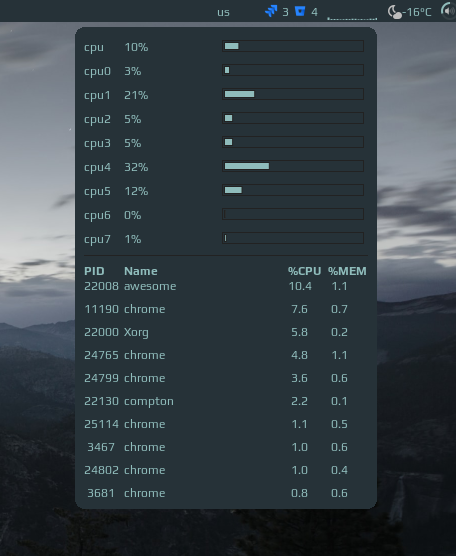 us 3 4 -16°C
cpu 10%
cpu0 3%
cpu1 21%
cpu2 5%
cpu3 5%
cpu4 32%
cpu5 12%
cpu6 0%
cpu7 1%
PID Name %CPU %MEM
22008 awesome 10.4 1.1
11190 chrome 7.6 0.7
22000 Xorg 5.8 0.2
24765 chrome 4.8 1.1
24799 chrome 3.6 0.6
22130 compton 2.2 0.1
25114 chrome 1.1 0.5
3467 chrome 1.0 0.6
24802 chrome 1.0 0.4
3681 chrome 0.8 0.6